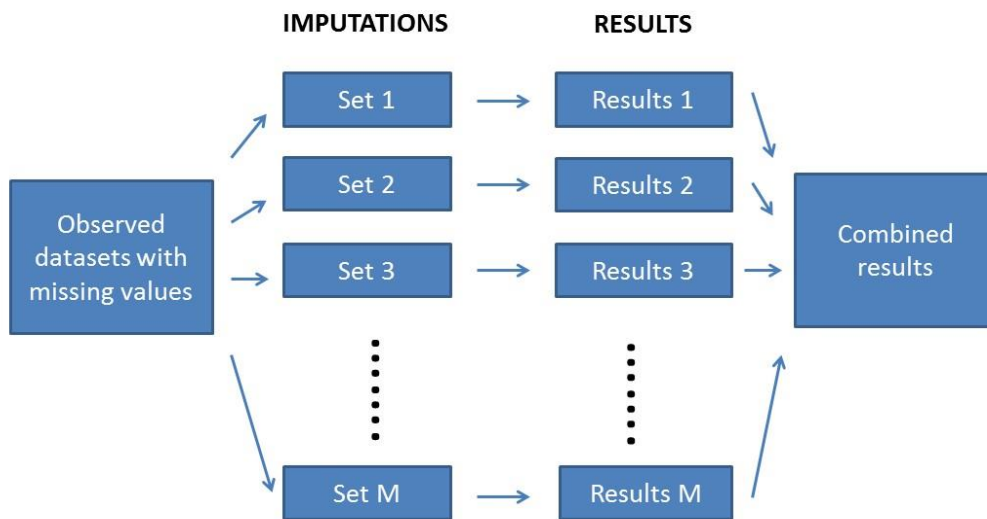 IMPUTATIONS
RESULTS
Set 1
Results 1
Set 2
Results 2
Observed
datasets with
missing values
Combined
results
Set 3
Results 3
Set M
Results M